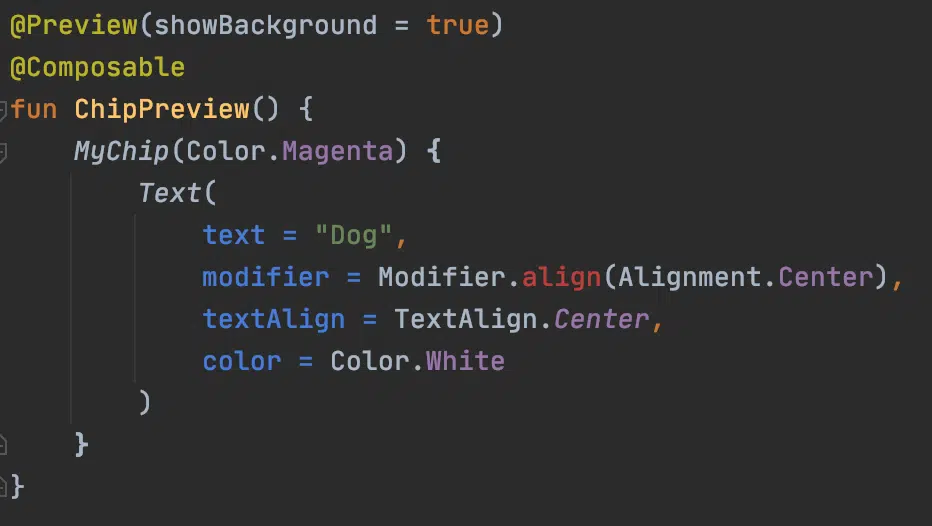 @Preview(showBackground = true)
@Composable
fun ChipPreview() {
    MyChip(Color.Magenta) {
        Text(
            text = "Dog",
            modifier = Modifier.align(Alignment.Center),
            textAlign = TextAlign.Center,
            color = Color.White
        )
    }
}